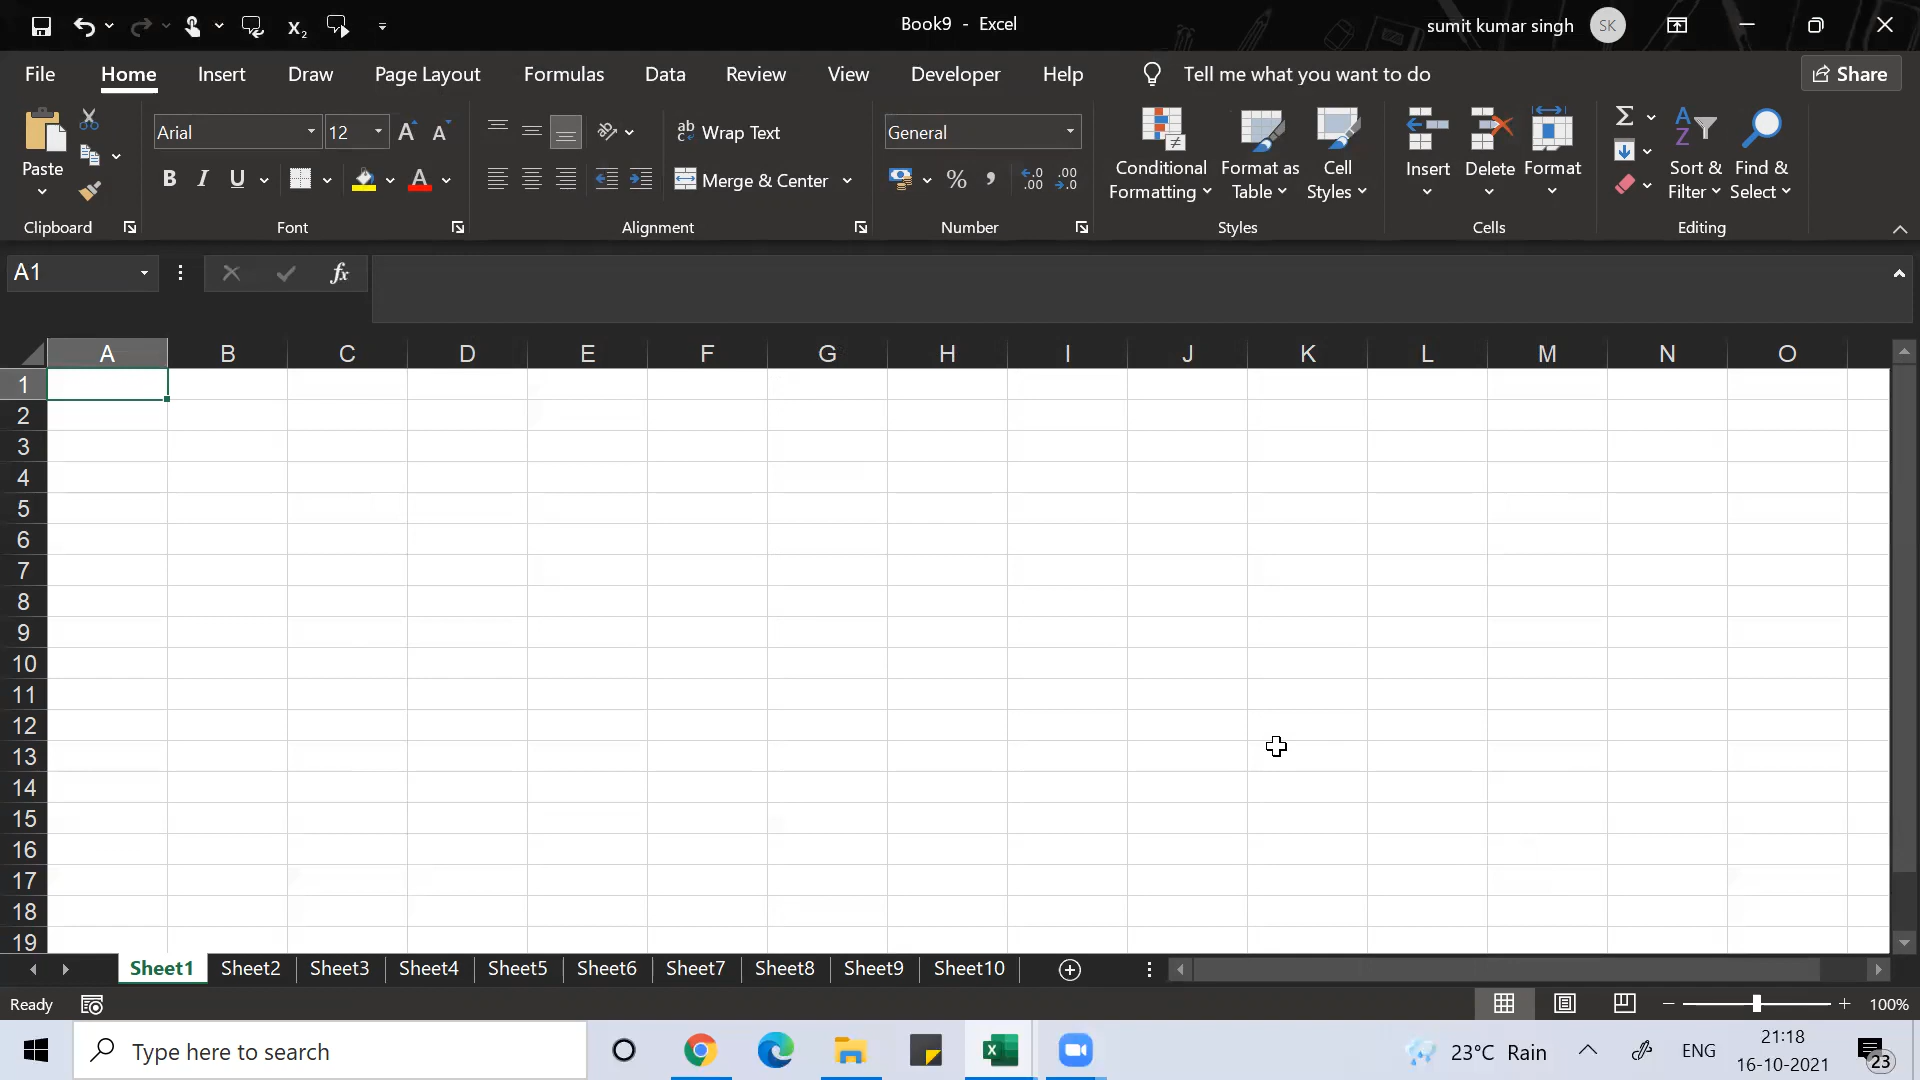 Book9 - Excel
sumit kumar singh SK
File Home Insert Draw Page Layout Formulas Data Review View Developer Help Tell me what you want to do Share
Arial 12 Wrap Text General
Paste
B I U Merge & Center
Conditional Formatting
Format as Table
Cell Styles
Insert
Delete
Format
Sort & Filter
Find & Select
Clipboard Font Alignment Number Styles Cells Editing
A1 fx
A B C D E F G H I J K L M N O
1
2
3
4
5
6
7
8
9
10
11
12
13
14
15
16
17
18
19
Sheet1 Sheet2 Sheet3 Sheet4 Sheet5 Sheet6 Sheet7 Sheet8 Sheet9 Sheet10
Ready 100%
Type here to search 23°C Rain ENG 21:18
16-10-2021
23